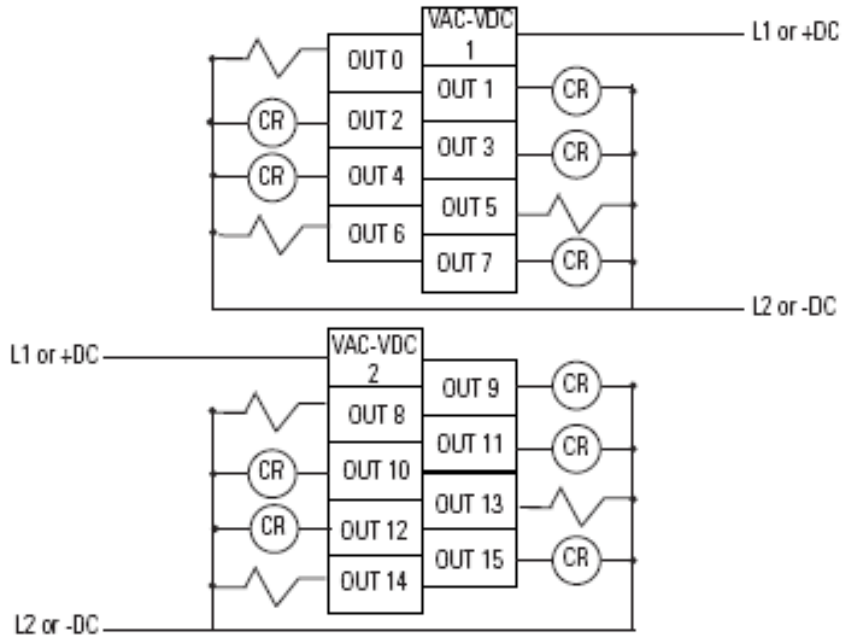 VAC-VDC
1
L1 or +DC
OUT 0
OUT 1
CR
CR
OUT 2
OUT 3
CR
CR
OUT 4
OUT 5
OUT 6
OUT 7
CR
L2 or -DC
L1 or +DC
VAC-VDC
2
OUT 9
CR
OUT 8
OUT 11
CR
CR
OUT 10
OUT 13
CR
OUT 12
OUT 15
CR
OUT 14
L2 or -DC